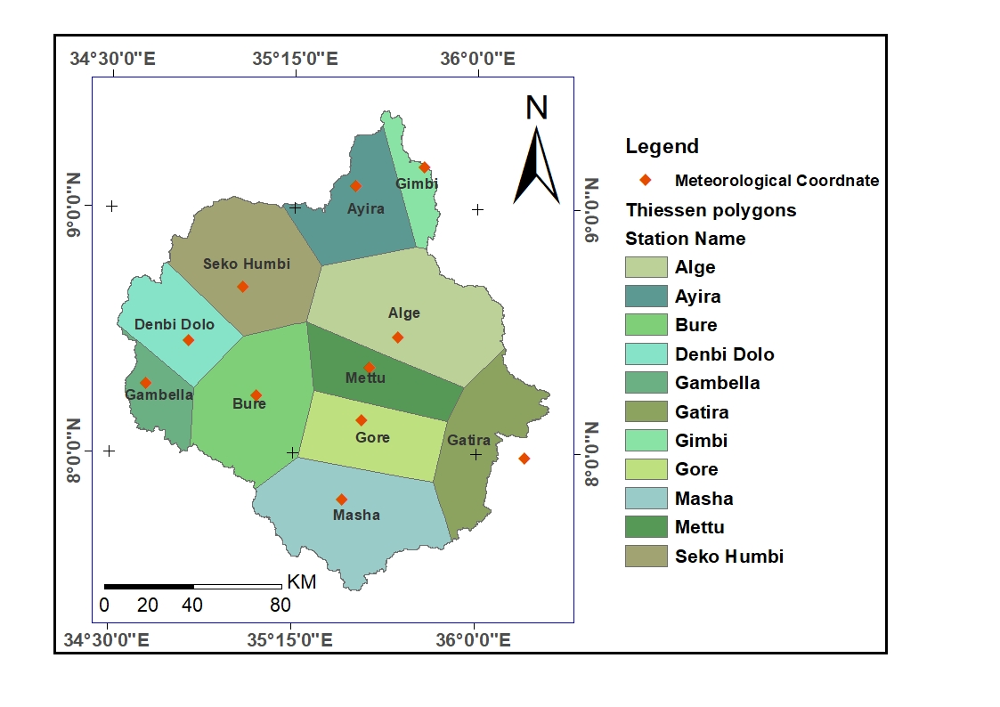 34°30'0"E 35°15'0"E 36°0'0"E
N
Legend
Meteorological Coordnate
Thiessen polygons
Station Name
Alge
Ayira
Bure
Denbi Dolo
Gambella
Gatira
Gimbi
Gore
Masha
Mettu
Seko Humbi
9°0'0"N
9°0'0"N
8°0'0"N
8°0'0"N
Gimbi
Ayira
Seko Humbi
Alge
Denbi Dolo
Mettu
Gambella
Bure
Gore
Gatira
Masha
KM
0 20 40 80
34°30'0"E 35°15'0"E 36°0'0"E